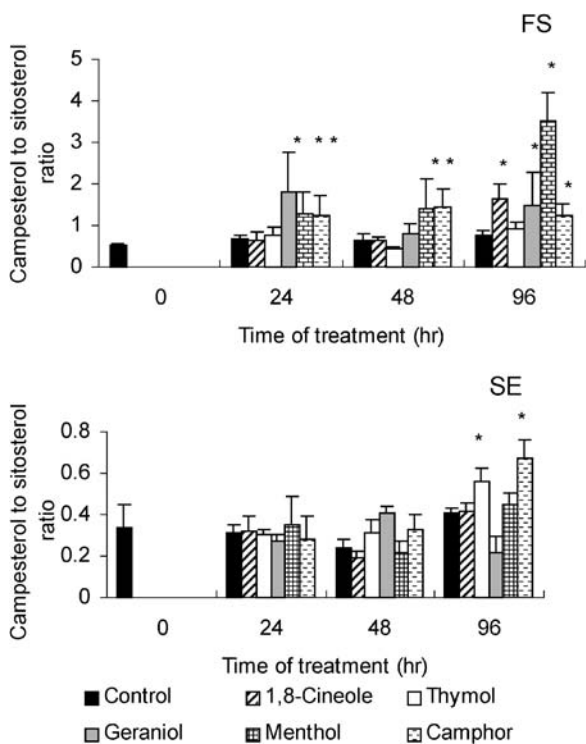 FS
Campesterol to sitosterol
ratio
5
4
3
2
1
0
* * *
* *
* * * *
0 24 48 96
Time of treatment (hr)
SE
Campesterol to sitosterol
ratio
0.8
0.6
0.4
0.2
0
* *
0 24 48 96
Time of treatment (hr)
Control 1,8-Cineole Thymol
Geraniol Menthol Camphor